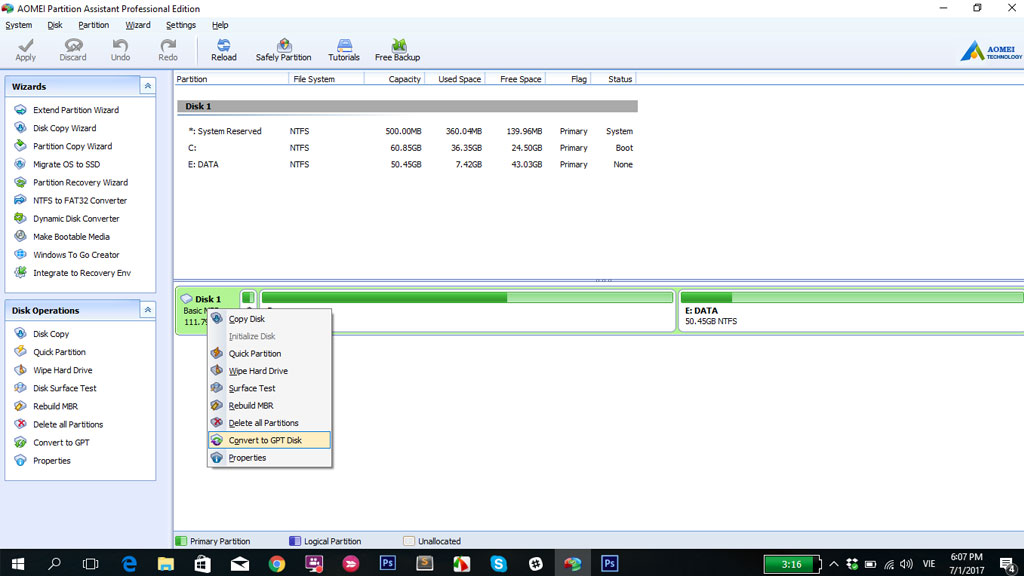 AOMEI Partition Assistant Professional Edition
System Disk Partition Wizard Settings Help
Apply Discard Undo Redo Reload Safely Partition Tutorials Free Backup
AOMEI
TECHNOLOGY
Wizards
Extend Partition Wizard
Disk Copy Wizard
Partition Copy Wizard
Migrate OS to SSD
Partition Recovery Wizard
NTFS to FAT32 Converter
Dynamic Disk Converter
Make Bootable Media
Windows To Go Creator
Integrate to Recovery Env
Disk Operations
Disk Copy
Quick Partition
Wipe Hard Drive
Disk Surface Test
Rebuild MBR
Delete all Partitions
Convert to GPT
Properties
Partition File System Capacity Used Space Free Space Flag Status
Disk 1
*: System Reserved NTFS 500.00MB 360.04MB 139.96MB Primary System
C: NTFS 60.85GB 36.35GB 24.50GB Primary Boot
E: DATA NTFS 50.45GB 7.42GB 43.03GB Primary None
Disk 1
Basic
111.79
E: DATA
50.45GB NTFS
Copy Disk
Initialize Disk
Quick Partition
Wipe Hard Drive
Surface Test
Rebuild MBR
Delete all Partitions
Convert to GPT Disk
Properties
Primary Partition Logical Partition Unallocated
3:16
VIE
6:07 PM
7/1/2017
4
Ps
S
Ps